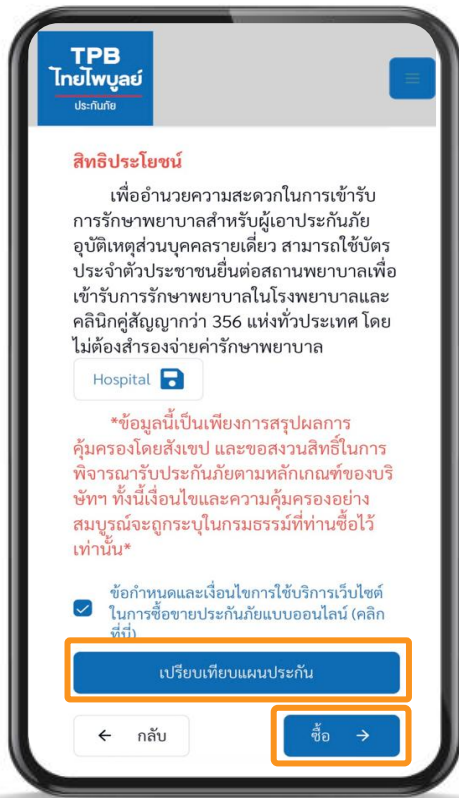 TPB
ไทยไพบูลย์
ประกันภัย
สิทธิประโยชน์
เพื่ออำนวยความสะดวกในการเข้ารับ
การรักษาพยาบาลสำหรับผู้เอาประกันภัย
อุบัติเหตุส่วนบุคคลรายเดี่ยว สามารถใช้บัตร
ประจำตัวประชาชนยื่นต่อสถานพยาบาลเพื่อ
เข้ารับการรักษาพยาบาลในโรงพยาบาลและ
คลินิกคู่สัญญากว่า 356 แห่งทั่วประเทศ โดย
ไม่ต้องสำรองจ่ายค่ารักษาพยาบาล
Hospital
*ข้อมูลนี้เป็นเพียงการสรุปผลการ
คุ้มครองโดยสังเขป และขอสงวนสิทธิ์ในการ
พิจารณารับประกันภัยตามหลักเกณฑ์ของบริ
ษัทฯ ทั้งนี้เงื่อนไขและความคุ้มครองอย่าง
สมบูรณ์จะถูกระบุในกรมธรรม์ที่ท่านซื้อไว้
เท่านั้น*
ข้อกำหนดและเงื่อนไขการใช้บริการเว็บไซต์
ในการซื้อขายประกันภัยแบบออนไลน์ (คลิก
ที่นี่)
เปรียบเทียบแผนประกัน
← กลับ
ซื้อ →